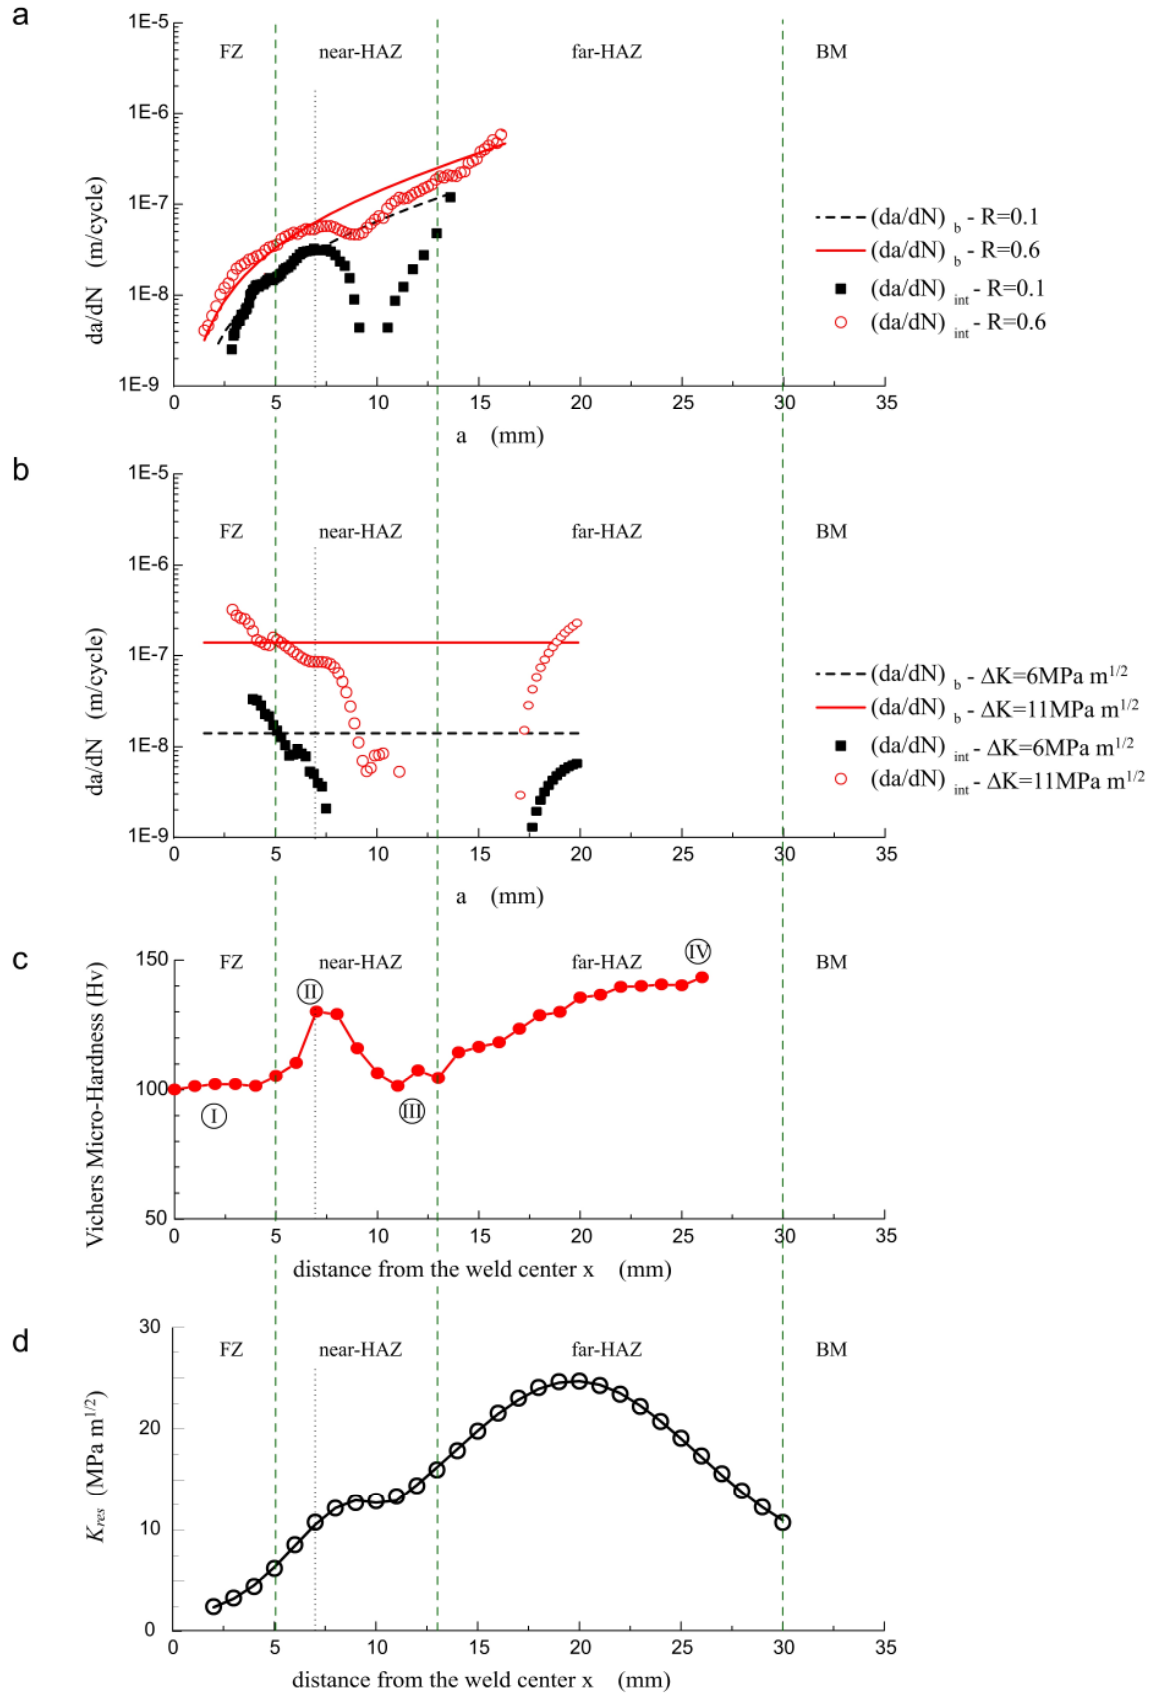 a
1E-5
FZ near-HAZ far-HAZ BM
1E-6
1E-7
1E-8
1E-9
da/dN (m/cycle)
(da/dN) b - R=0.1
(da/dN) b - R=0.6
(da/dN) int - R=0.1
(da/dN) int - R=0.6
0 5 10 15 20 25 30 35
a (mm)
b
1E-5
FZ near-HAZ far-HAZ BM
1E-6
1E-7
1E-8
1E-9
da/dN (m/cycle)
(da/dN) b - ΔK=6MPa m1/2
(da/dN) b - ΔK=11MPa m1/2
(da/dN) int - ΔK=6MPa m1/2
(da/dN) int - ΔK=11MPa m1/2
0 5 10 15 20 25 30 35
a (mm)
c
150
FZ near-HAZ far-HAZ BM
IV
II
100
I
III
50
Vichers Micro-Hardness (Hv)
0 5 10 15 20 25 30 35
distance from the weld center x (mm)
d
30
FZ near-HAZ far-HAZ BM
20
10
0
Kres (MPa m1/2)
0 5 10 15 20 25 30 35
distance from the weld center x (mm)